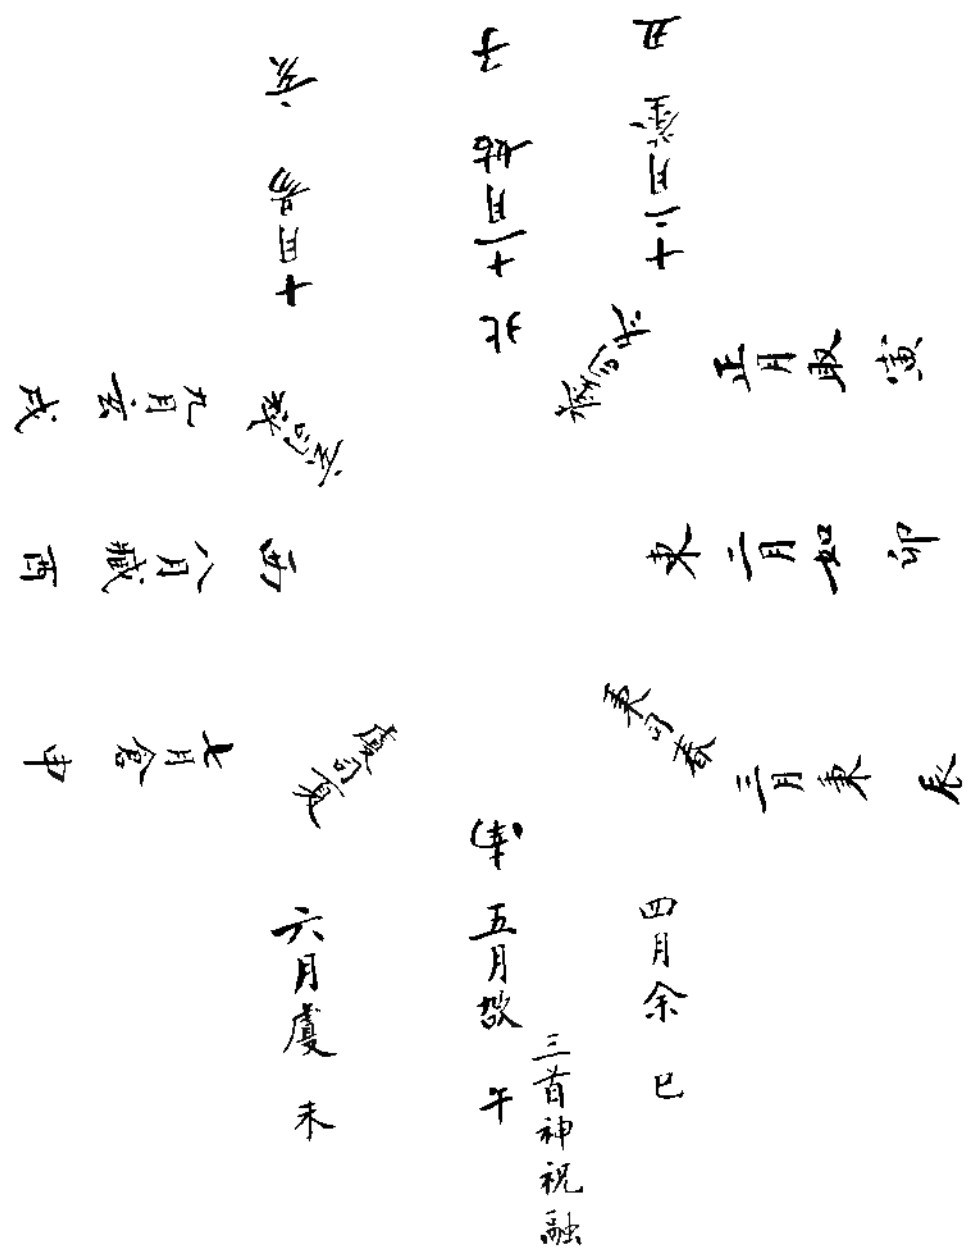 正月取 寅
東 二月如 卯
秉司春
三月秉 辰
四月余 巳
南
五月 午
三首神祝融
六月 未
司夏
七月倉 申
西 八月臧 酉
玄司秋
九月玄 戌
十月 亥
北
十一月姑 子
十二月 丑
司冬